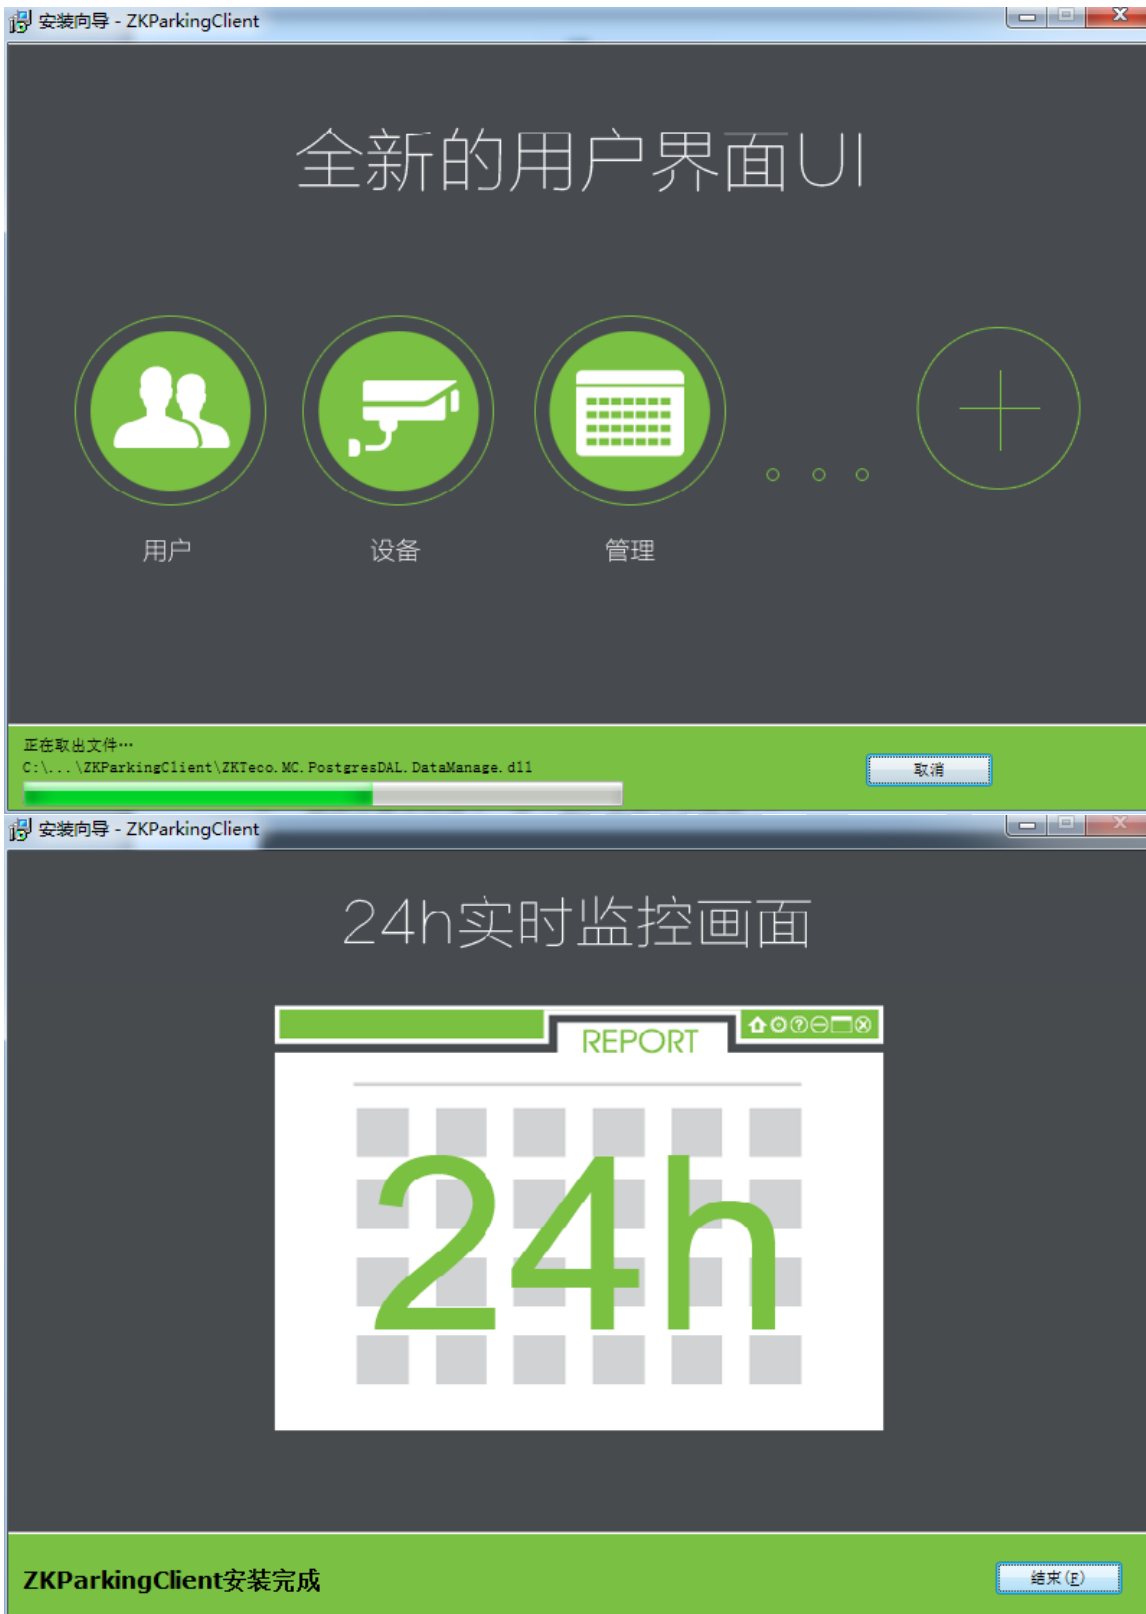 安装向导 - ZKParkingClient
全新的用户界面UI
用户 设备 管理
正在取出文件…
C:\...\ZKParkingClient\ZKTeco.MC.PostgresDAL.DataManage.dll
取消
安装向导 - ZKParkingClient
24h实时监控画面
REPORT
24h
ZKParkingClient安装完成
结束(F)